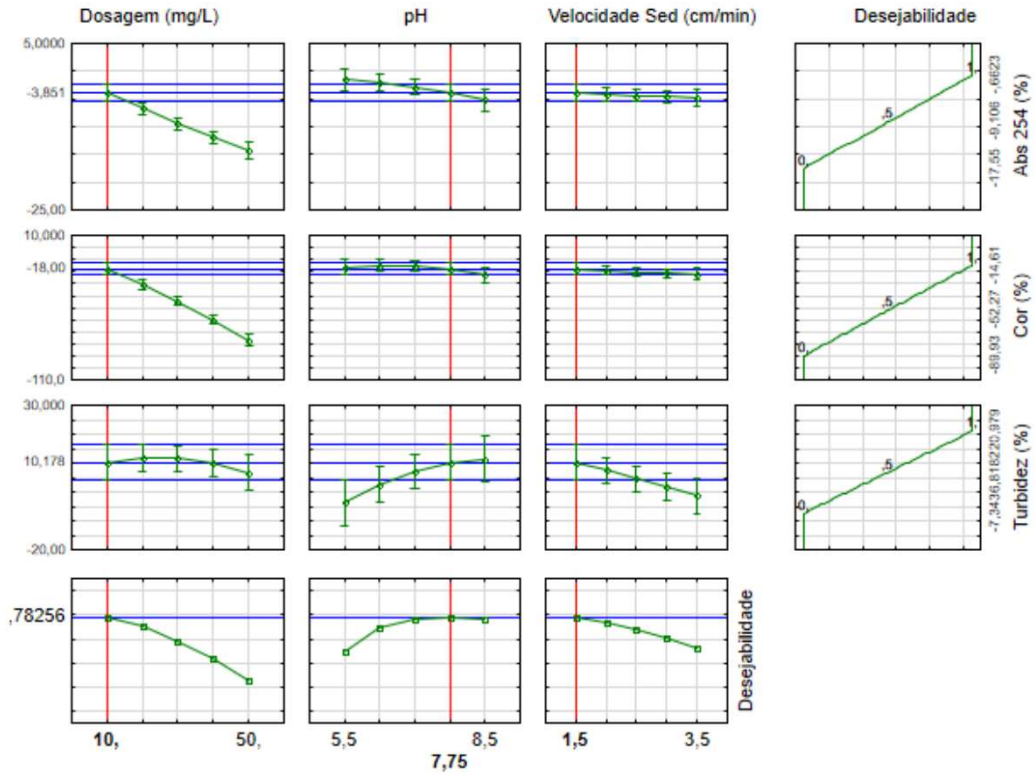 Dosagem (mg/L) pH Velocidade Sed (cm/min) Desejabilidade
5,0000
-3,851
-25,00
0, ,5 1,
-17,55 -9,106 -,6623
Abs 254 (%)
10,000
-18,00
-110,0
0, ,5 1,
-89,93 -52,27 -14,61
Cor (%)
30,000
10,178
-20,00
0, ,5 1,
-7,3436,818220,979
Turbidez (%)
,78256
Desejabilidade
10, 50, 5,5 8,5 1,5 3,5
7,75